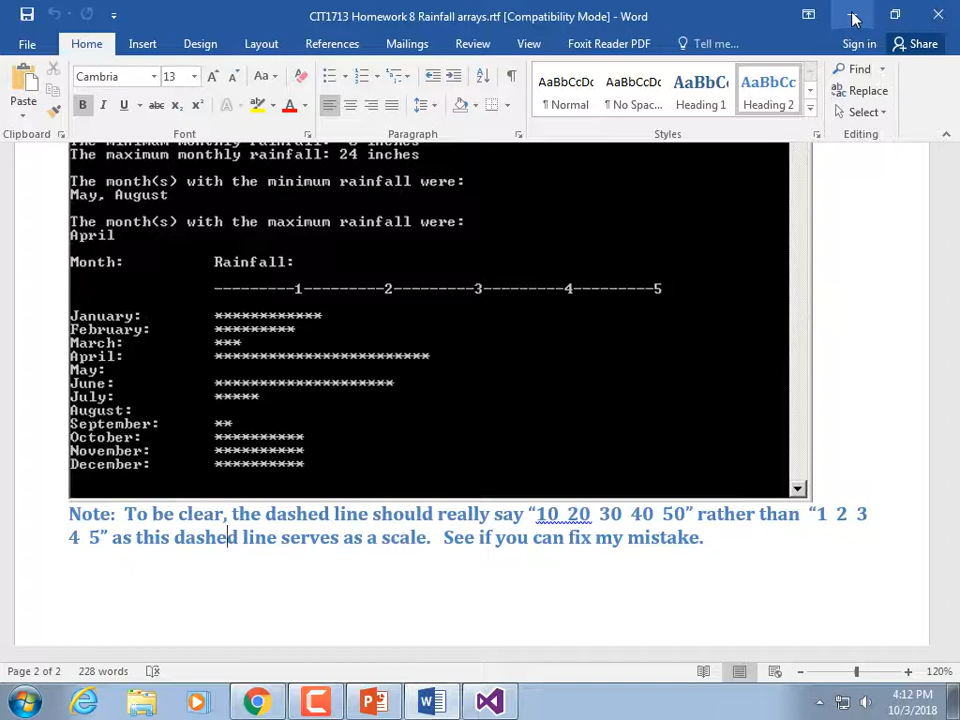 CIT1713 Homework 8 Rainfall arrays.rtf [Compatibility Mode] - Word
File Home Insert Design Layout References Mailings Review View Foxit Reader PDF Tell me... Sign in Share
Cambria 13 A A Aa Find
Paste B I U abc x₂ x² A A AaBbCcDc AaBbCcDc AaBbCc AaBbCc Replace
¶ Normal ¶ No Spac... Heading 1 Heading 2 Select
Clipboard Font Paragraph Styles Editing
The maximum monthly rainfall: 24 inches
The month(s) with the minimum rainfall were:
May, August
The month(s) with the maximum rainfall were:
April
Month: Rainfall:
---------1---------2---------3---------4---------5
January: ************
February: *********
March: ***
April: ************************
May:
June: ********************
July: *****
August:
September: **
October: **********
November: **********
December: **********
Note: To be clear, the dashed line should really say “10 20 30 40 50” rather than “1 2 3
4 5” as this dashed line serves as a scale. See if you can fix my mistake.
Page 2 of 2 228 words 120%
4:12 PM
10/3/2018